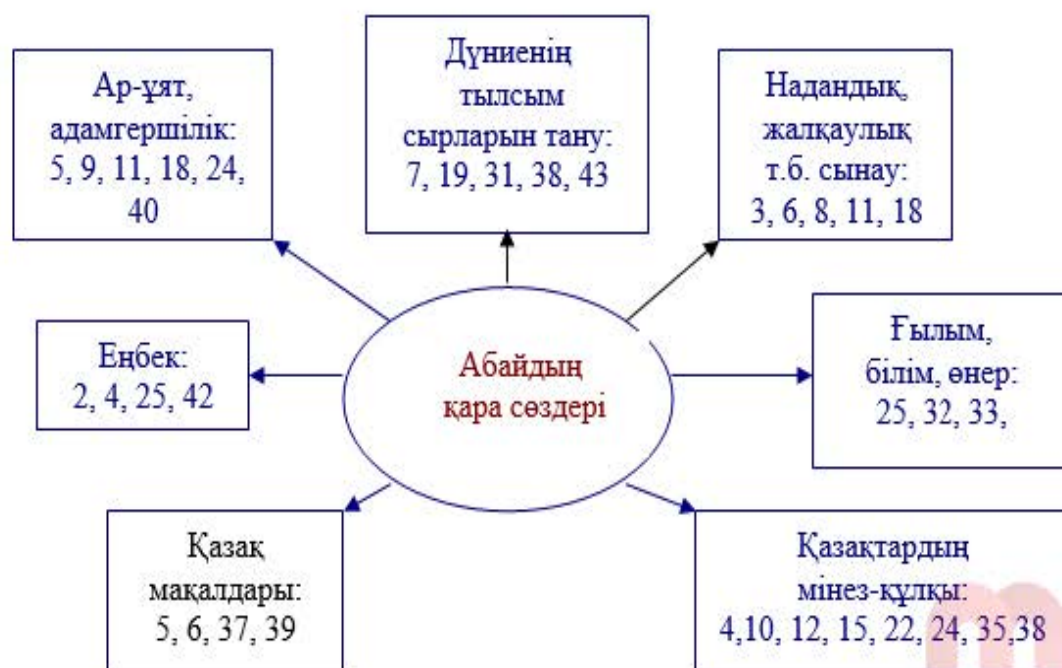 Ар-ұят,
адамгершілік:
5, 9, 11, 18, 24,
40
Дүниенің
тылсым
сырларын тану:
7, 19, 31, 38, 43
Надандық,
жалқаулық
т.б. сынау:
3, 6, 8, 11, 18
Еңбек:
2, 4, 25, 42
Абайдың
қара сөздері
Ғылым,
білім, өнер:
25, 32, 33,
Қазақ
мақалдары:
5, 6, 37, 39
Қазақтардың
мінез-құлқы:
4,10, 12, 15, 22, 24, 35,38